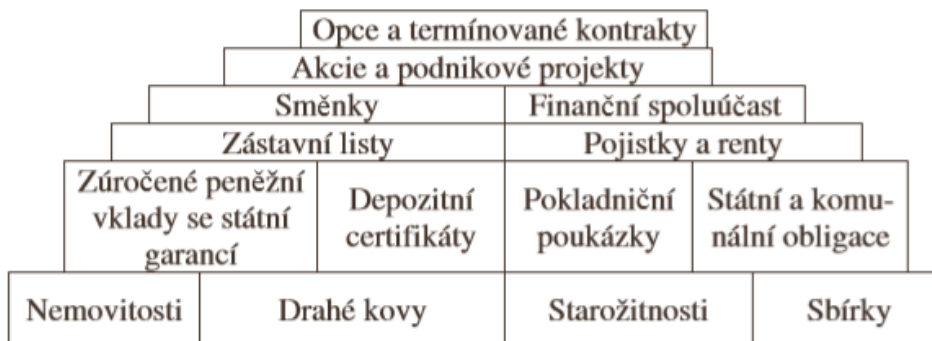 Opce a termínované kontrakty
Akcie a podnikové projekty
Směnky
Finanční spoluúčast
Zástavní listy
Pojistky a renty
Zúročené peněžní
vklady se státní
garancí
Depozitní
certifikáty
Pokladniční
poukázky
Státní a komu-
nální obligace
Nemovitosti
Drahé kovy
Starožitnosti
Sbírky